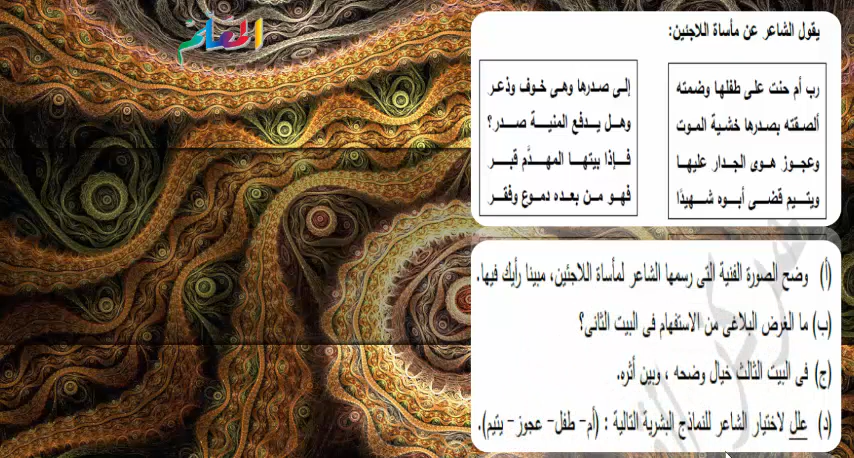 المعلم
يقول الشاعر عن مأساة اللاجئين:
رب أم حنت على طفلها وضمته إلى صدرها وهى خوف وذعر
ألصقته بصدرها خشية الموت وهل يدفع المنية صدر؟
وعجوز هوى الجدار عليها فإذا بيتها المهدَّم قبر
ويتيم قضى أبوه شهيدًا فهو من بعده دموع وفقر
(أ) وضح الصورة الفنية التى رسمها الشاعر لمأساة اللاجئين، مبينا رأيك فيها.
(ب) ما الغرض البلاغى من الاستفهام فى البيت الثانى؟
(ج) فى البيت الثالث خيال وضحه ، وبين أثره.
(د) علل لاختيار الشاعر للنماذج البشرية التالية : (أم- طفل- عجوز- يتيم).